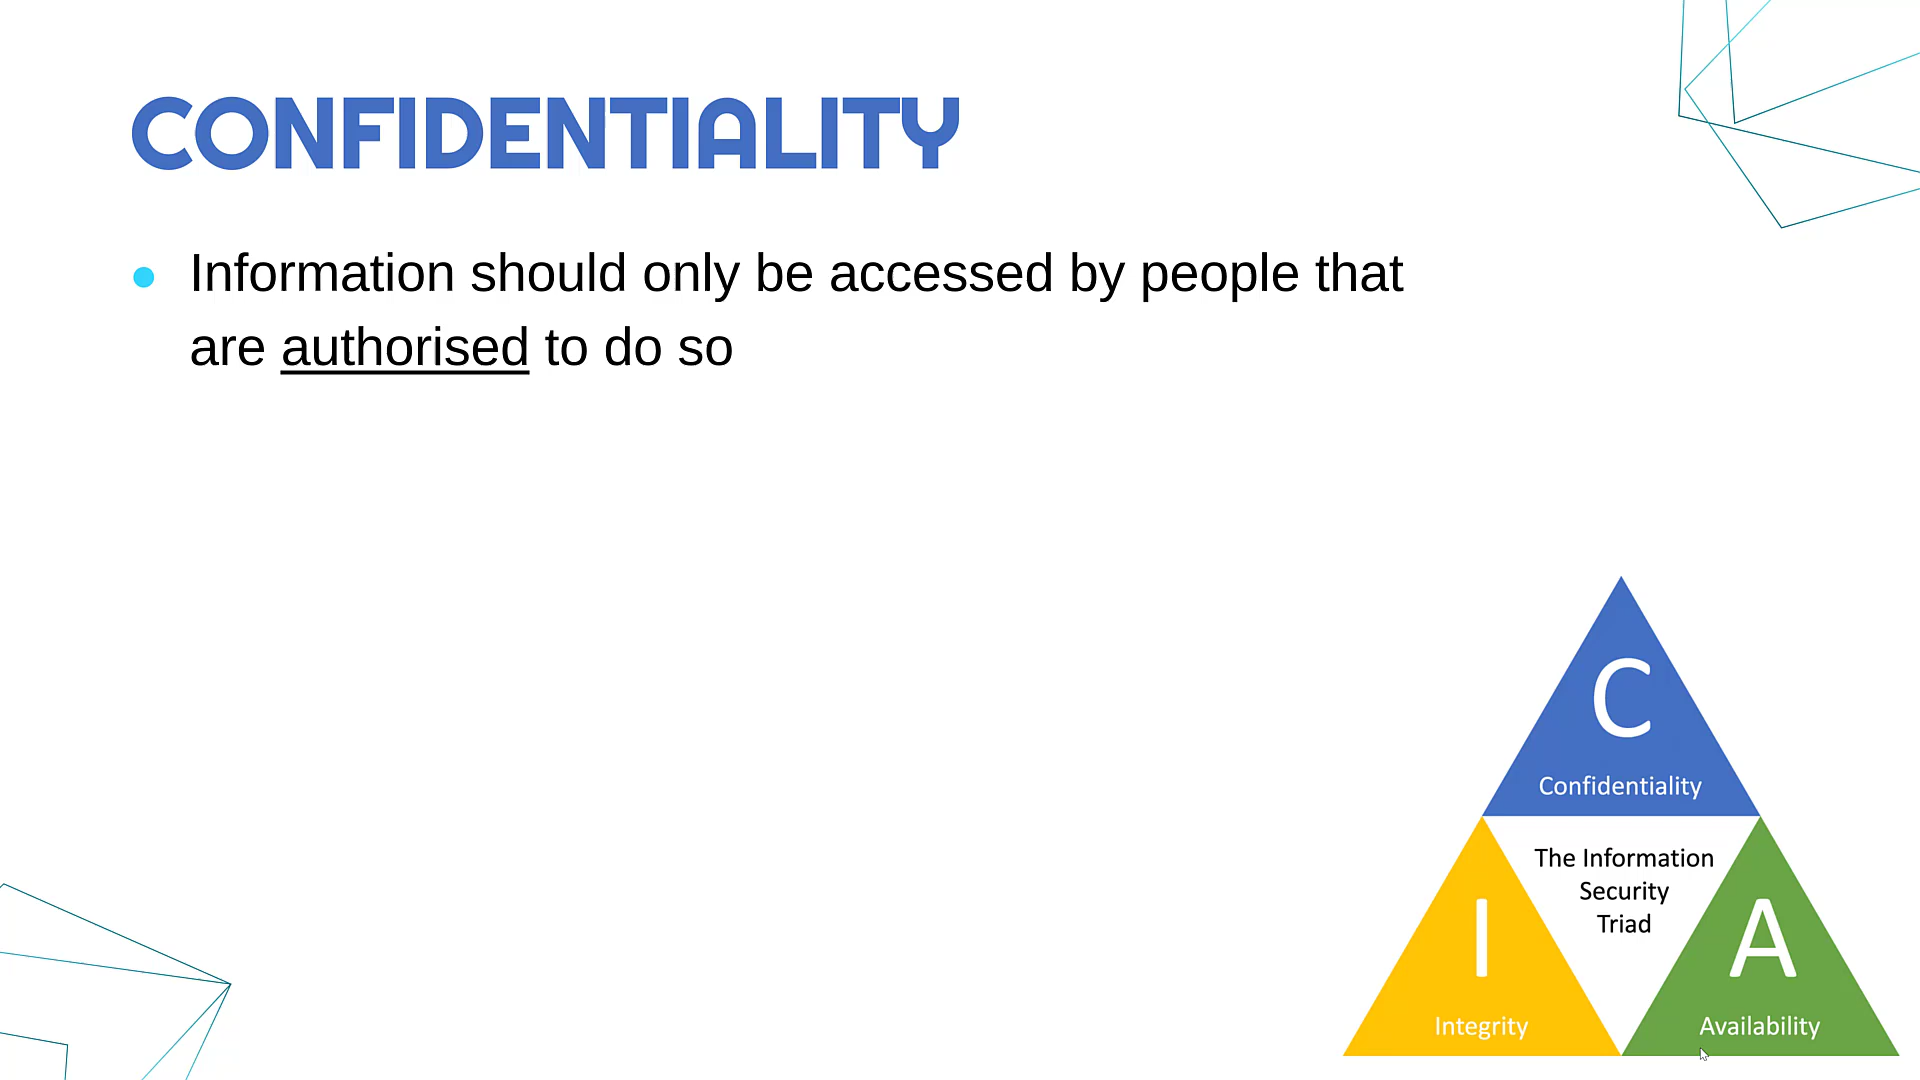 CONFIDENTIALITY
Information should only be accessed by people that
are authorised to do so
C
Confidentiality
The Information
Security
Triad
I
Integrity
A
Availability